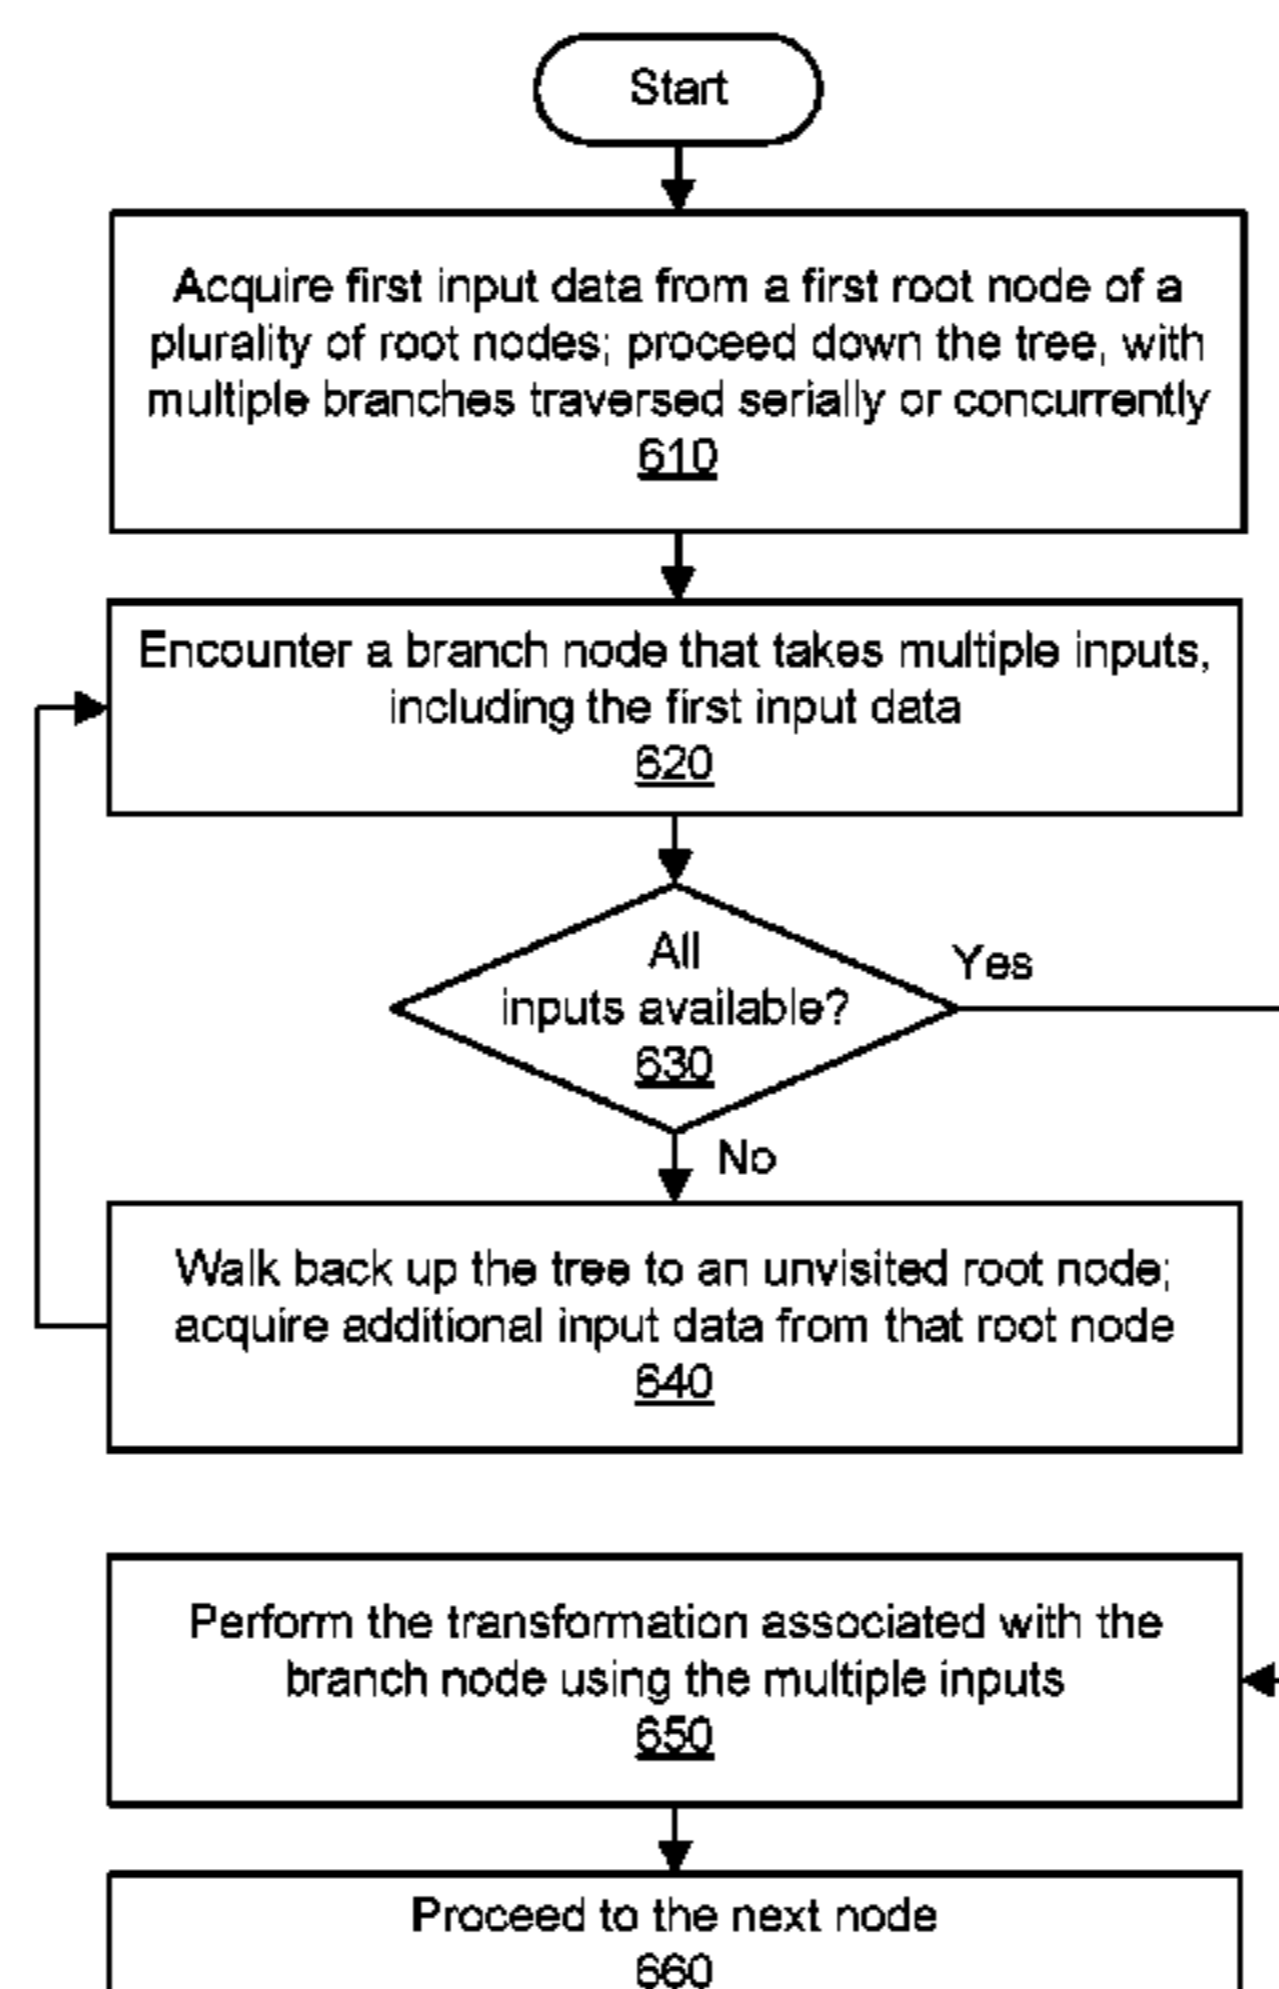 Start
Acquire first input data from a first root node of a
plurality of root nodes; proceed down the tree, with
multiple branches traversed serially or concurrently
610
Encounter a branch node that takes multiple inputs,
including the first input data
620
All
inputs available?
630
Yes
No
Walk back up the tree to an unvisited root node;
acquire additional input data from that root node
640
Perform the transformation associated with the
branch node using the multiple inputs
650
Proceed to the next node
660